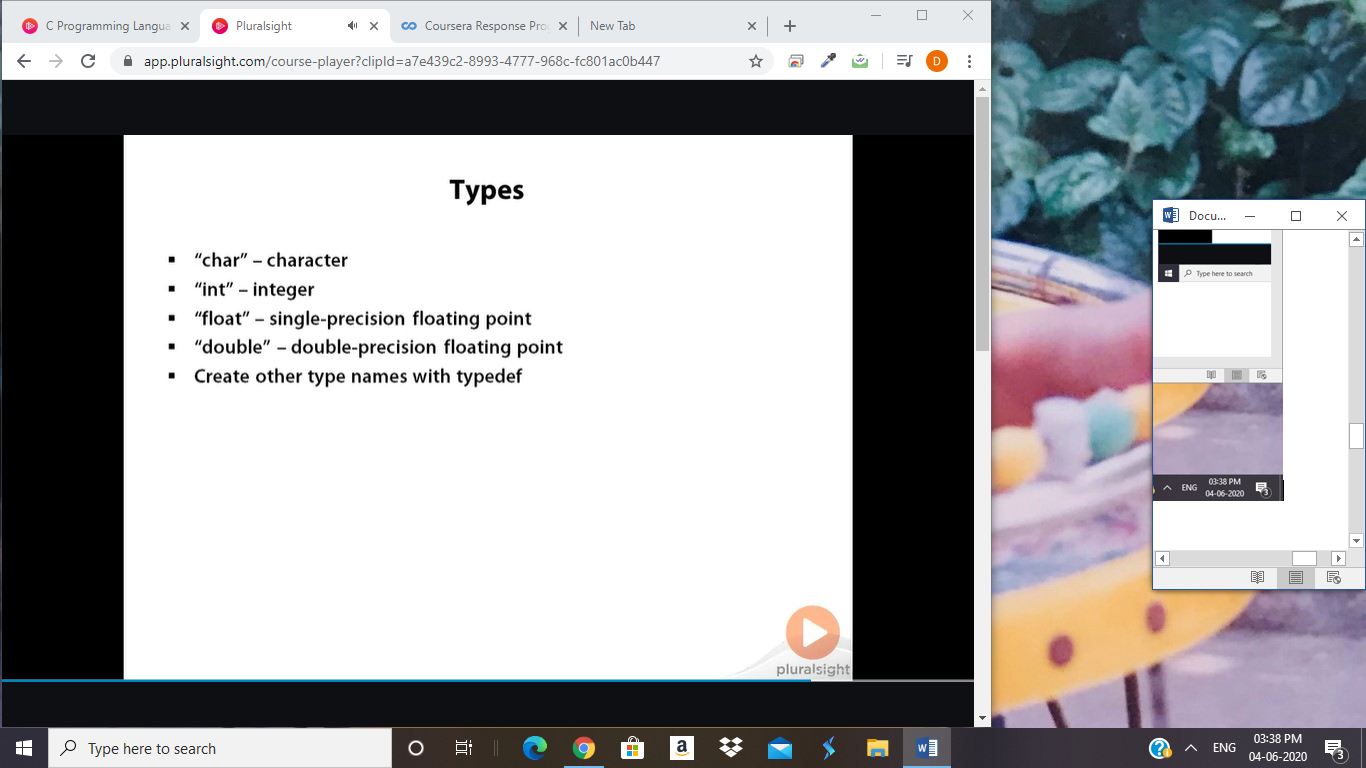 C Programming Langua
Pluralsight
Coursera Response Pro
New Tab
app.pluralsight.com/course-player?clipId=a7e439c2-8993-4777-968c-fc801ac0b447
D
Types
“char” – character
“int” – integer
“float” – single-precision floating point
“double” – double-precision floating point
Create other type names with typedef
pluralsight
Docu...
Type here to search
ENG
03:38 PM
04-06-2020
3
Type here to search
a
ENG
03:38 PM
04-06-2020
3